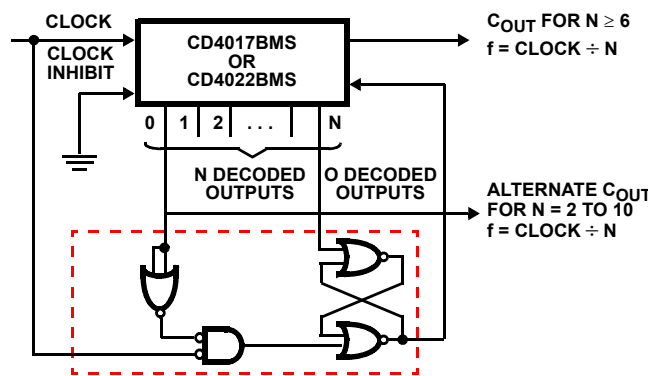 CLOCK
CLOCK
INHIBIT
CD4017BMS
OR
CD4022BMS
COUT FOR N ≥ 6
f = CLOCK ÷ N
0 1 2 . . . N
N DECODED
OUTPUTS
O DECODED
OUTPUTS
ALTERNATE COUT
FOR N = 2 TO 10
f = CLOCK ÷ N